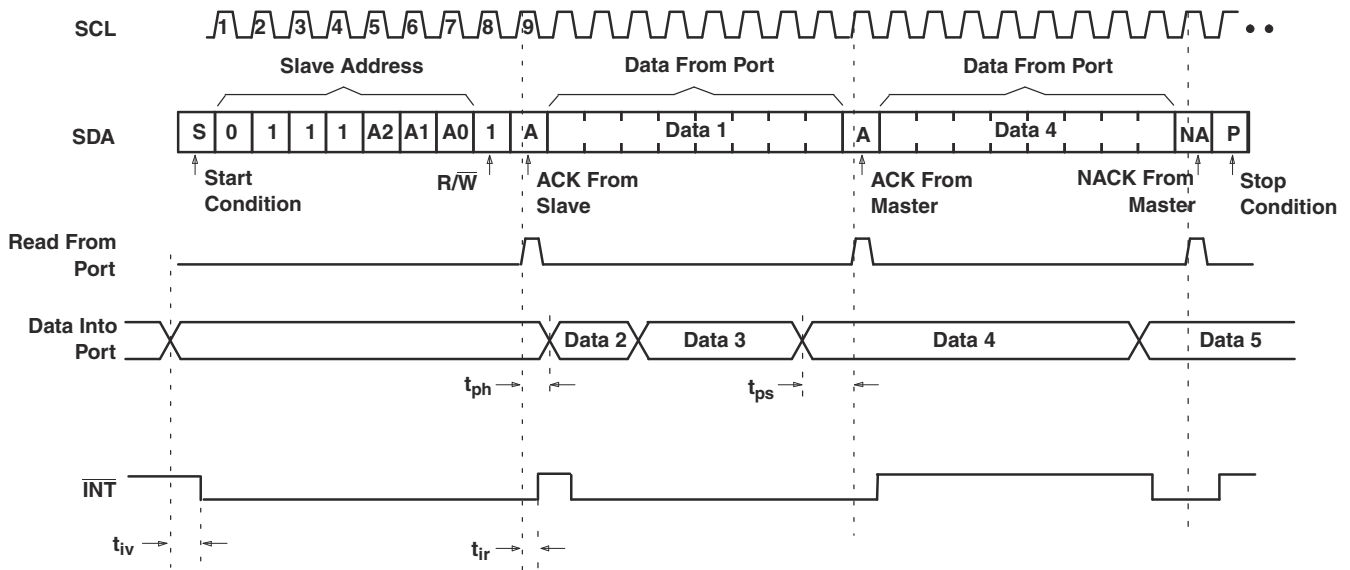 SCL 1 2 3 4 5 6 7 8 9
Slave Address Data From Port Data From Port
SDA S 0 1 1 1 A2 A1 A0 1 A Data 1 A Data 4 NA P
Start
Condition
R/W̅
ACK From
Slave
ACK From
Master
NACK From
Master
Stop
Condition
Read From
Port
Data Into
Port
Data 2 Data 3 Data 4 Data 5
tph
tps
I̅N̅T̅
tiv
tir